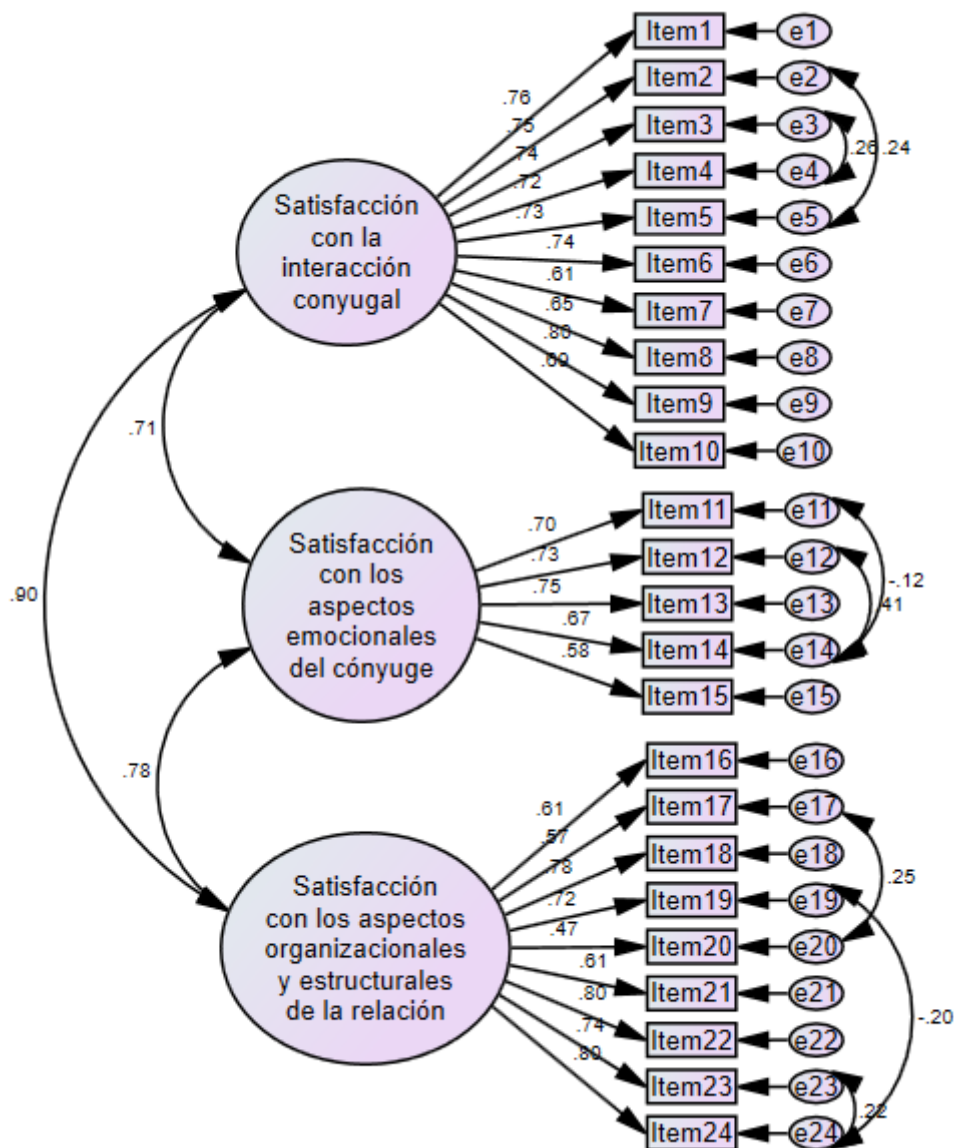 Item1 e1
.76
Item2 e2
.75
Item3 e3
.74
Item4 e4
.26 .24
.72
Item5 e5
.73
Item6 e6
.74
Item7 e7
.61
Item8 e8
.65
Item9 e9
.80
Item10 e10
.69
Satisfacción
con la
interacción
conyugal
.71
.90
.78
Item11 e11
.70
Item12 e12
.73
-.12
Item13 e13
.75
41
Item14 e14
.67
Item15 e15
.58
Satisfacción
con los
aspectos
emocionales
del cónyuge
Item16 e16
.61
Item17 e17
.57
Item18 e18
.78
.25
Item19 e19
.72
Item20 e20
.47
Item21 e21
.61
-.20
Item22 e22
.80
Item23 e23
.74
.22
Item24 e24
.80
Satisfacción
con los aspectos
organizacionales
y estructurales
de la relación